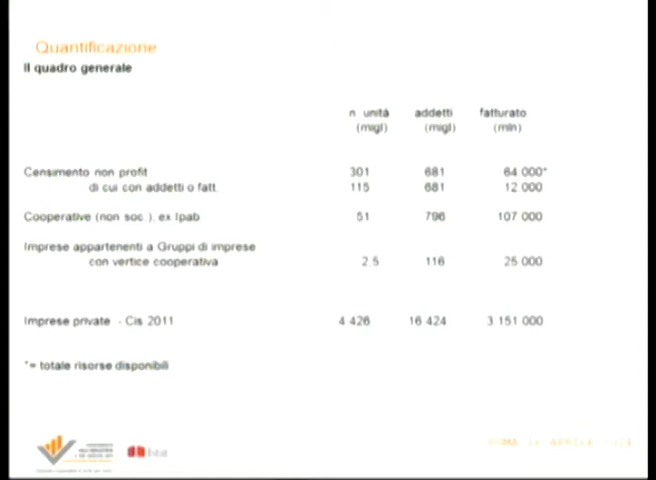 Quantificazione
Il quadro generale
n. unità addetti fatturato
(migl) (migl) (mln)
Censimento non profit 301 681 64 000*
di cui con addetti o fatt. 115 681 12 000
Cooperative (non soc.), ex Ipab 51 796 107 000
Imprese appartenenti a Gruppi di imprese
con vertice cooperativa 2.5 116 25 000
Imprese private - Cis 2011 4 426 16 424 3 151 000
*= totale risorse disponibili
Istat
ROMA APRILE